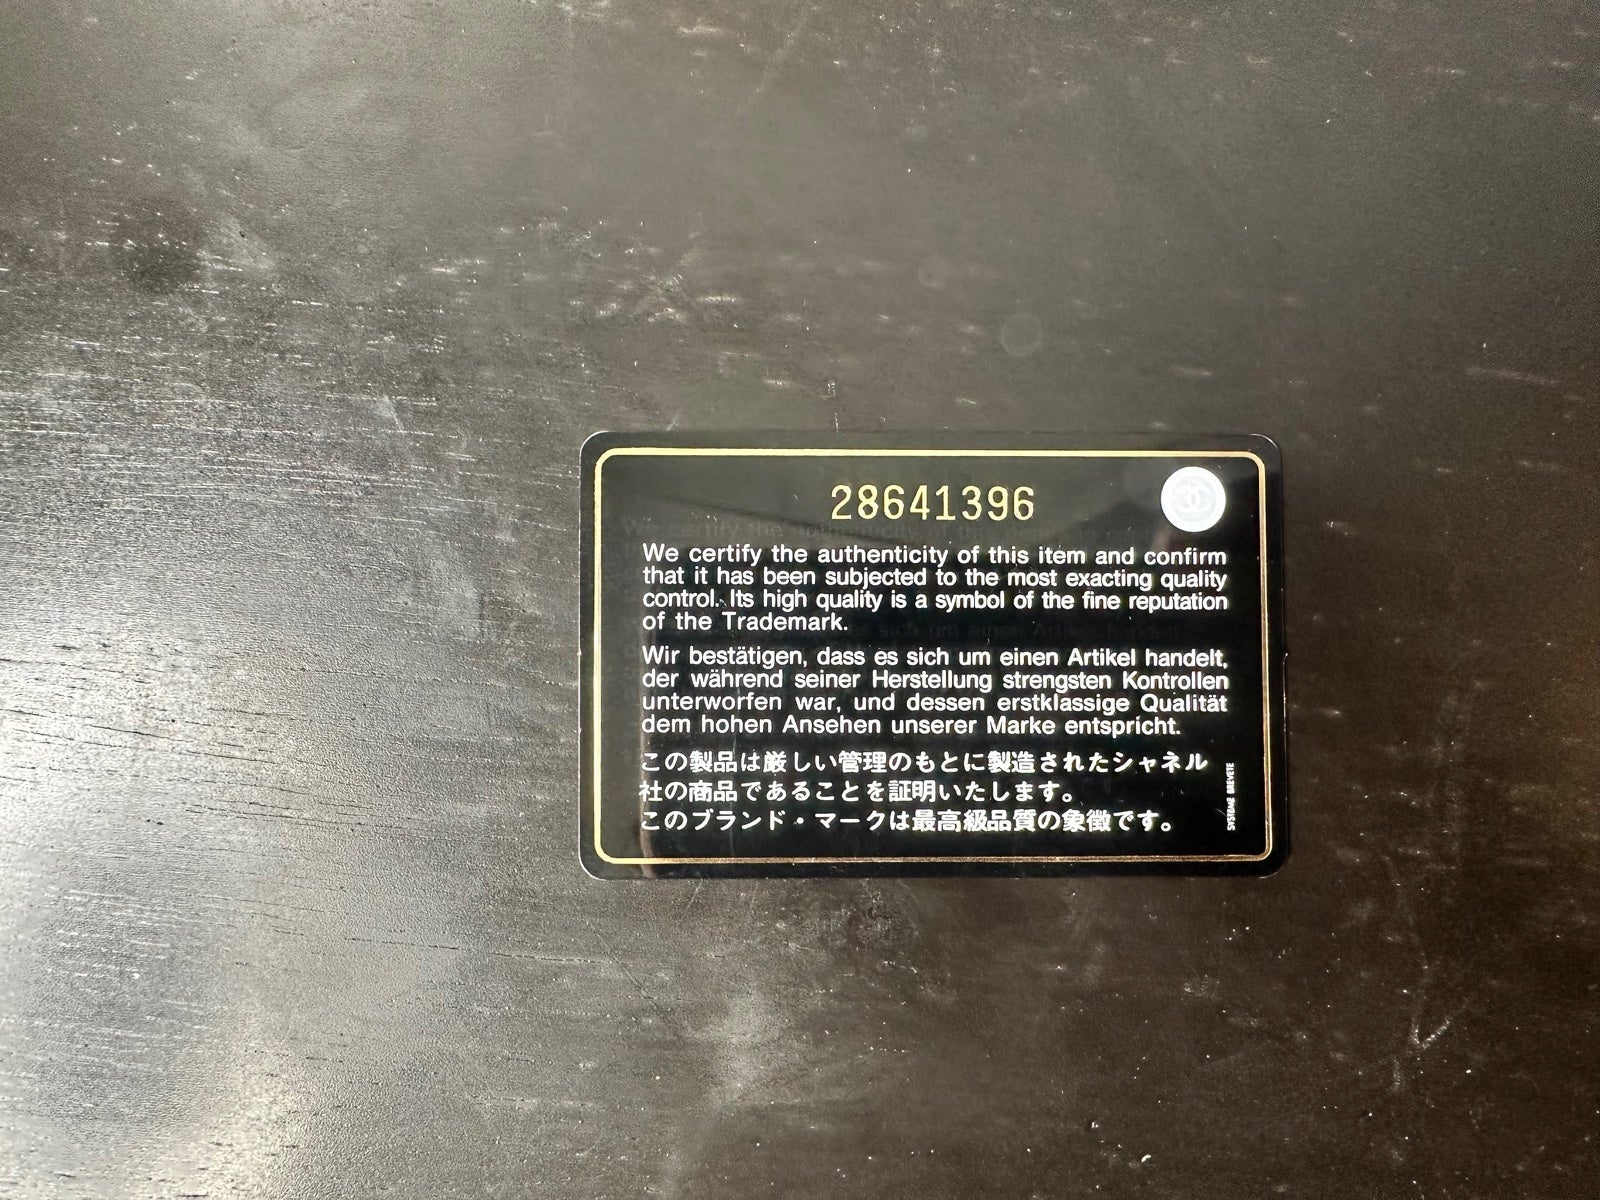 28641396
We certify the authenticity of this item and confirm
that it has been subjected to the most exacting quality
control. Its high quality is a symbol of the fine reputation
of the Trademark.
Wir bestätigen, dass es sich um einen Artikel handelt,
der während seiner Herstellung strengsten Kontrollen
unterworfen war, und dessen erstklassige Qualität
dem hohen Ansehen unserer Marke entspricht.
この製品は厳しい管理のもとに製造されたシャネル
社の商品であることを証明いたします。
このブランド・マークは最高級品質の象徴です。
SYSTEME BREVETE